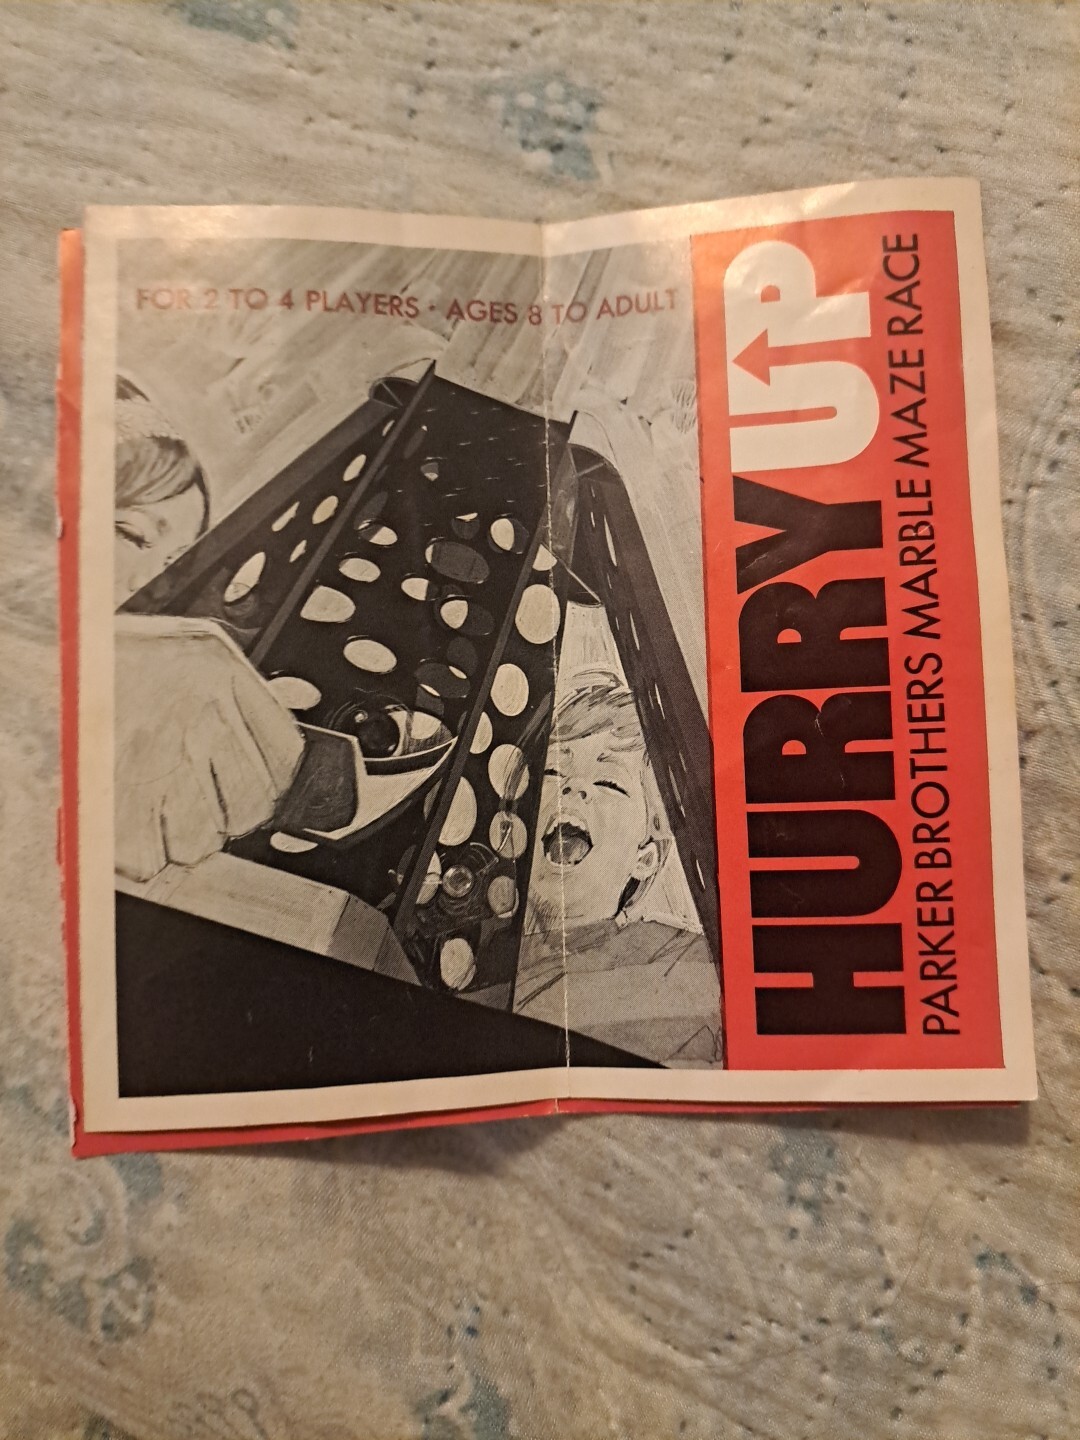 FOR 2 TO 4 PLAYERS · AGES 8 TO ADULT
HURRY UP
PARKER BROTHERS MARBLE MAZE RACE